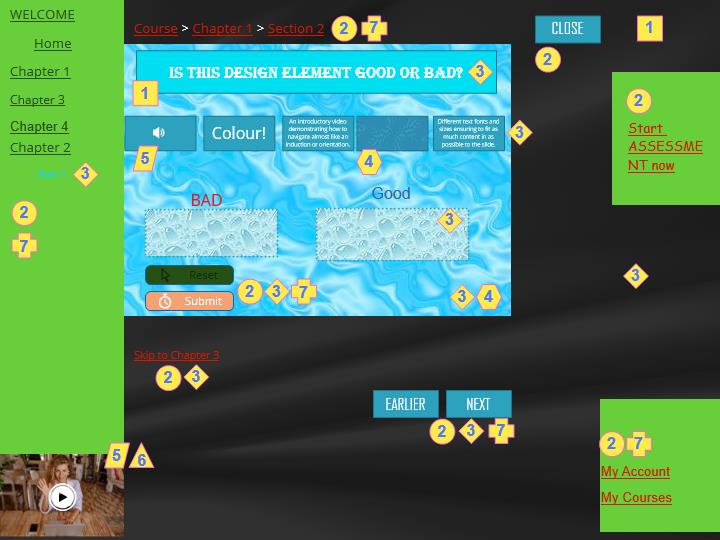 WELCOME
Home
Chapter 1
Chapter 3
Chapter 4
Chapter 2
3
2
7
Course > Chapter 1 > Section 2
2
7
CLOSE
2
1
IS THIS DESIGN ELEMENT GOOD OR BAD?
3
1
Colour!
An introductory video
demonstrating how to
navigate almost like an
induction or orientation.
Different text fonts and
sizes ensuring to fit as
much content in as
possible to the slide.
3
5
4
BAD
Good
3
Reset
Submit
2
3
7
3
4
2
Start
ASSESSME
NT now
3
Skip to Chapter 3
2
3
EARLIER
NEXT
2
3
7
5
6
2
7
My Account
My Courses